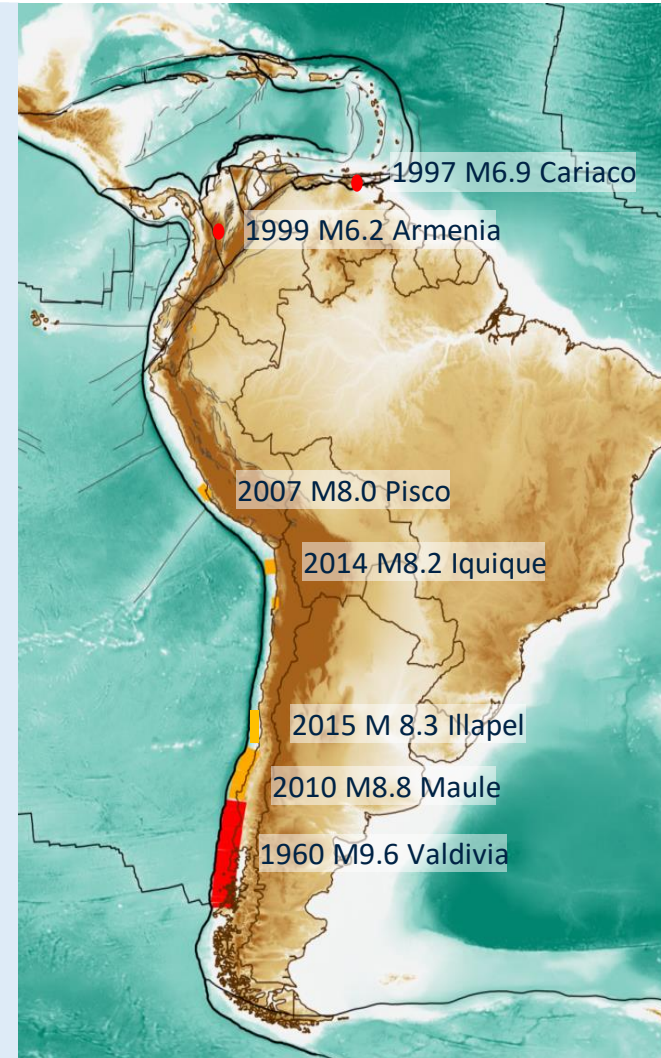 1997 M6.9 Cariaco
1999 M6.2 Armenia
2007 M8.0 Pisco
2014 M8.2 Iquique
2015 M 8.3 Illapel
2010 M8.8 Maule
1960 M9.6 Valdivia